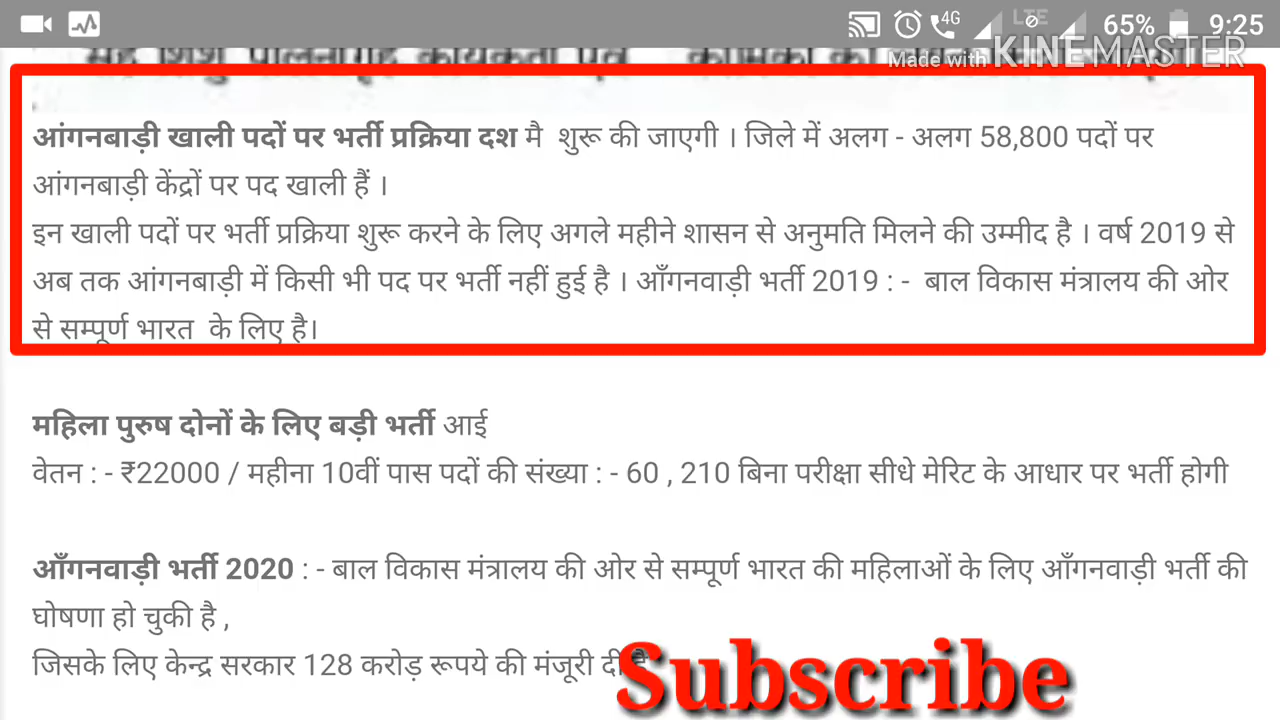 4G LTE 65% 9:25
Made with KINEMASTER
आंगनबाड़ी खाली पदों पर भर्ती प्रक्रिया दश मै शुरू की जाएगी । जिले में अलग - अलग 58,800 पदों पर
आंगनबाड़ी केंद्रों पर पद खाली हैं ।
इन खाली पदों पर भर्ती प्रक्रिया शुरू करने के लिए अगले महीने शासन से अनुमति मिलने की उम्मीद है । वर्ष 2019 से
अब तक आंगनबाड़ी में किसी भी पद पर भर्ती नहीं हुई है । आँगनवाड़ी भर्ती 2019 : - बाल विकास मंत्रालय की ओर
से सम्पूर्ण भारत के लिए है।
महिला पुरुष दोनों के लिए बड़ी भर्ती आई
वेतन : - ₹22000 / महीना 10वीं पास पदों की संख्या : - 60 , 210 बिना परीक्षा सीधे मेरिट के आधार पर भर्ती होगी
आँगनवाड़ी भर्ती 2020 : - बाल विकास मंत्रालय की ओर से सम्पूर्ण भारत की महिलाओं के लिए आँगनवाड़ी भर्ती की
घोषणा हो चुकी है ,
जिसके लिए केन्द्र सरकार 128 करोड़ रूपये की मंजूरी दी
Subscribe